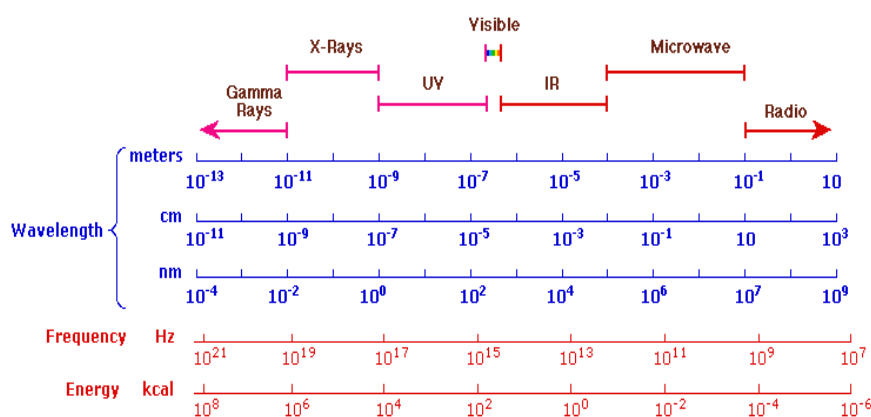 Visible
X-Rays
Microwave
UV
IR
Gamma
Rays
Radio
meters
10⁻¹³ 10⁻¹¹ 10⁻⁹ 10⁻⁷ 10⁻⁵ 10⁻³ 10⁻¹ 10
Wavelength
cm
10⁻¹¹ 10⁻⁹ 10⁻⁷ 10⁻⁵ 10⁻³ 10⁻¹ 10 10³
nm
10⁻⁴ 10⁻² 10⁰ 10² 10⁴ 10⁶ 10⁷ 10⁹
Frequency Hz
10²¹ 10¹⁹ 10¹⁷ 10¹⁵ 10¹³ 10¹¹ 10⁹ 10⁷
Energy kcal
10⁸ 10⁶ 10⁴ 10² 10⁰ 10⁻² 10⁻⁴ 10⁻⁶